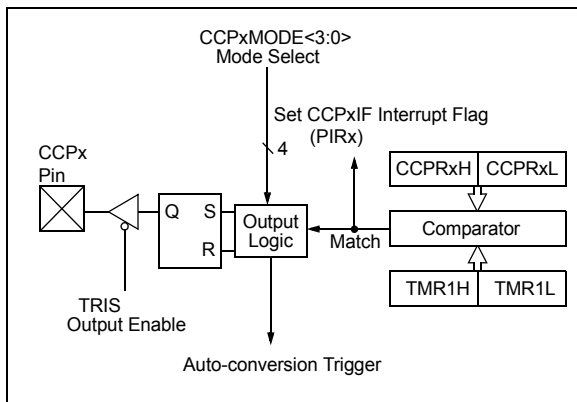 CCPxMODE<3:0>
Mode Select
Set CCPxIF Interrupt Flag
(PIRx)
4
CCPx
Pin
CCPRxH CCPRxL
Q S
R
Output
Logic
Match
Comparator
TMR1H TMR1L
TRIS
Output Enable
Auto-conversion Trigger